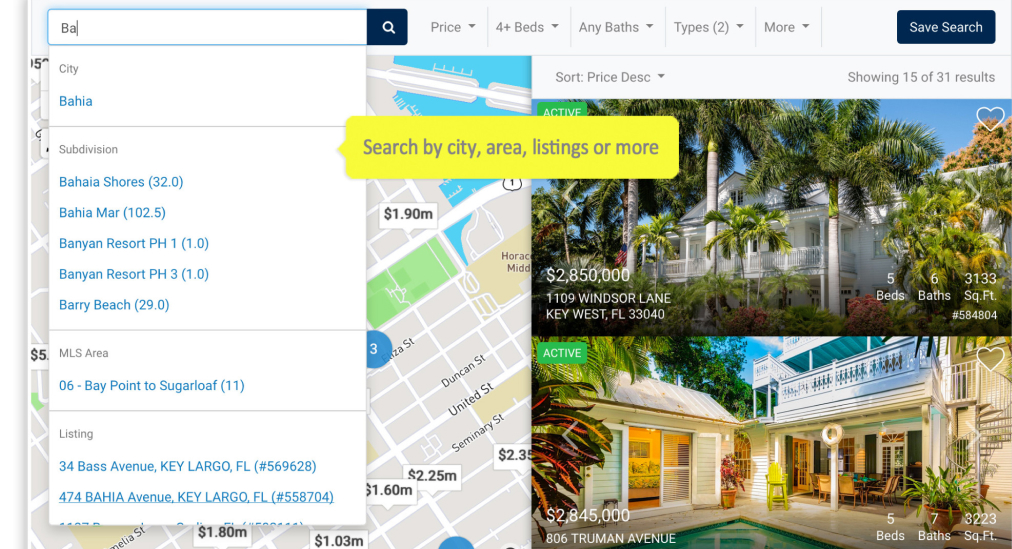 Ba
Price
4+ Beds
Any Baths
Types (2)
More
Save Search
City
Bahia
Subdivision
Bahaia Shores (32.0)
Bahia Mar (102.5)
Banyan Resort PH 1 (1.0)
Banyan Resort PH 3 (1.0)
Barry Beach (29.0)
MLS Area
06 - Bay Point to Sugarloaf (11)
Listing
34 Bass Avenue, KEY LARGO, FL (#569628)
474 BAHIA Avenue, KEY LARGO, FL (#558704)
Search by city, area, listings or more
1
$1.90m
Horac
Midd
3
$5.
Duncan St
United St
Seminary St
$2.35
$2.25m
$1.60m
$1.80m
$1.03m
Sort: Price Desc
Showing 15 of 31 results
ACTIVE
$2,850,000
1109 WINDSOR LANE
KEY WEST, FL 33040
5 6 3133
Beds Baths Sq.Ft.
#584804
ACTIVE
$2,845,000
806 TRUMAN AVENUE
5 7 3223
Beds Baths Sq.Ft.